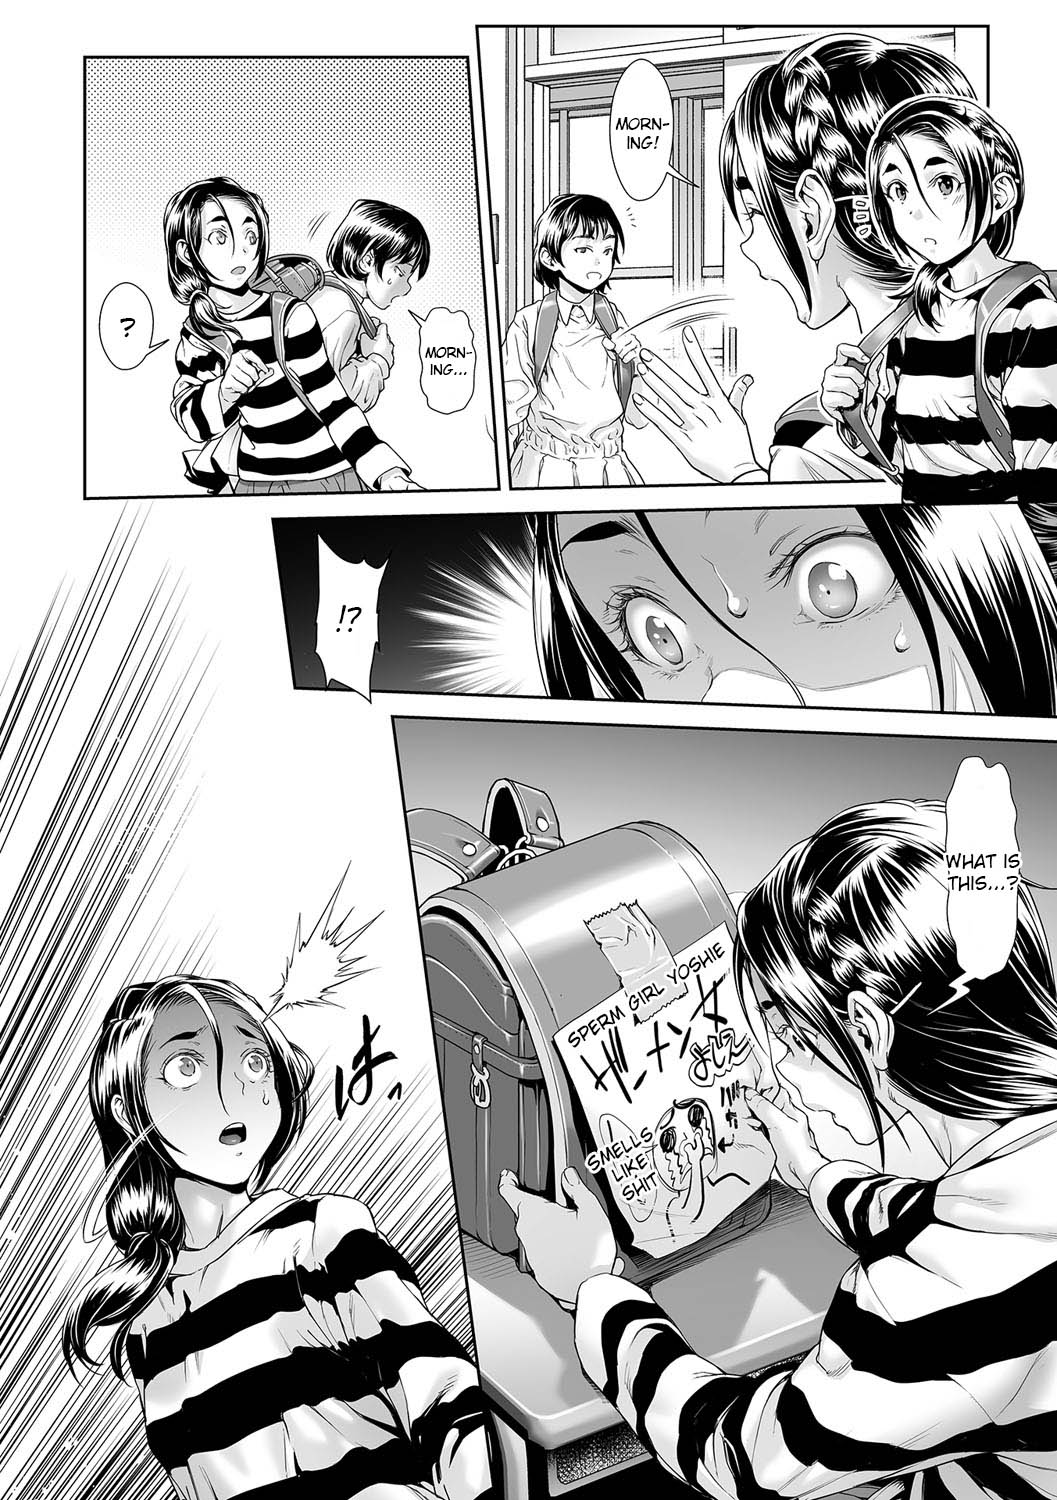 MORN-
ING!
MORN-
ING...
?
!?
WHAT IS
THIS...?
SPERM GIRL YOSHIE
ザーメン女
よしえ
SMELLS
LIKE
SHIT
はっ